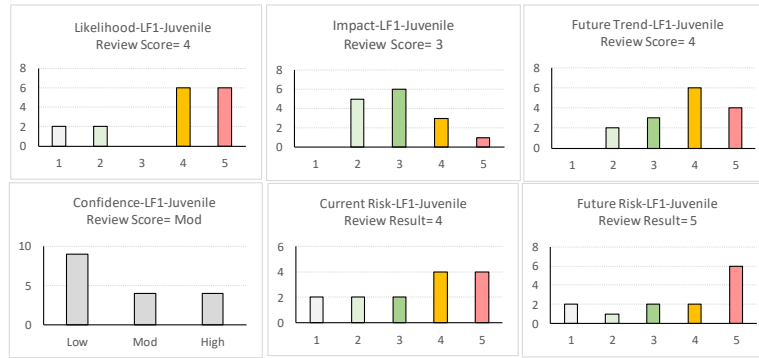 Likelihood-LF1-Juvenile
Review Score= 4
8
6
4
2
0
1 2 3 4 5
Impact-LF1-Juvenile
Review Score= 3
8
6
4
2
0
1 2 3 4 5
Future Trend-LF1-Juvenile
Review Score= 4
8
6
4
2
0
1 2 3 4 5
Confidence-LF1-Juvenile
Review Score= Mod
10
5
0
Low Mod High
Current Risk-LF1-Juvenile
Review Result= 4
6
4
2
0
1 2 3 4 5
Future Risk-LF1-Juvenile
Review Result= 5
8
6
4
2
0
1 2 3 4 5